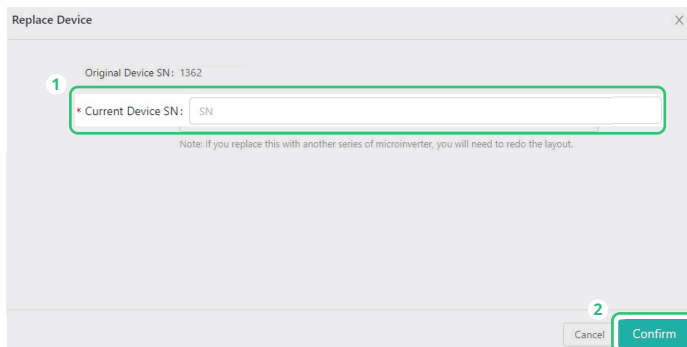 Replace Device X
Original Device SN: 1362
1
* Current Device SN: SN
Note: If you replace this with another series of microinverter, you will need to redo the layout.
2
Cancel Confirm